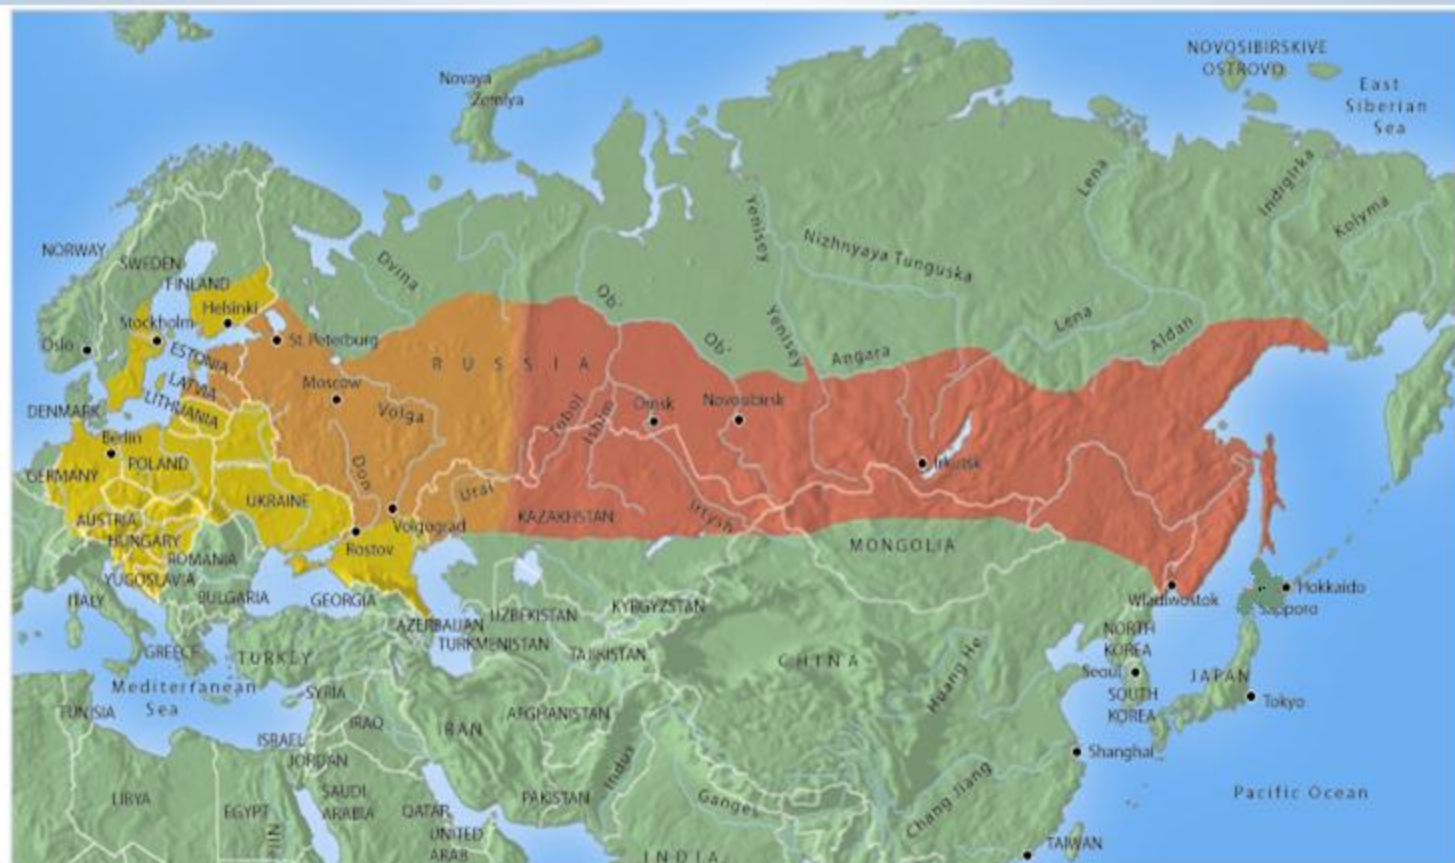 NOVOSIBIRSKIVE
OSTROVO
East
Siberian
Sea
Novaya
Zemlya
Lena
Indigirka
Kolyma
Yenisey
Nizhnyaya Tunguska
NORWAY
SWEDEN
FINLAND
Dvina
Helsinki
Stockholm
Oslo
St. Peterburg
Ob'
Ob'
Yenisey
Angara
Lena
Aldan
ESTONIA
LATVIA
LITHUANIA
RUSSIA
Moscow
Volga
Tobol
Ishim
Omsk
Novosibirsk
DENMARK
Berlin
GERMANY
POLAND
Don
Ural
Irkutsk
UKRAINE
Volgograd
KAZAKHSTAN
Irtysh
AUSTRIA
HUNGARY
Rostov
MONGOLIA
ROMANIA
YUGOSLAVIA
BULGARIA
ITALY
GEORGIA
AZERBAIJAN
UZBEKISTAN
KYRGYZSTAN
Wladiwostok
Hokkaido
Sapporo
TURKMENISTAN
TAJIKISTAN
GREECE
TURKEY
CHINA
Huang He
NORTH
KOREA
Seoul
SOUTH
KOREA
JAPAN
Tokyo
Mediterranean
Sea
SYRIA
TUNISIA
IRAQ
IRAN
AFGHANISTAN
ISRAEL
JORDAN
Indus
Shanghai
LIBYA
EGYPT
Nil
SAUDI
ARABIA
QATAR
UNITED
ARAB
PAKISTAN
Ganges
INDIA
Chang Jiang
Pacific Ocean
TAIWAN